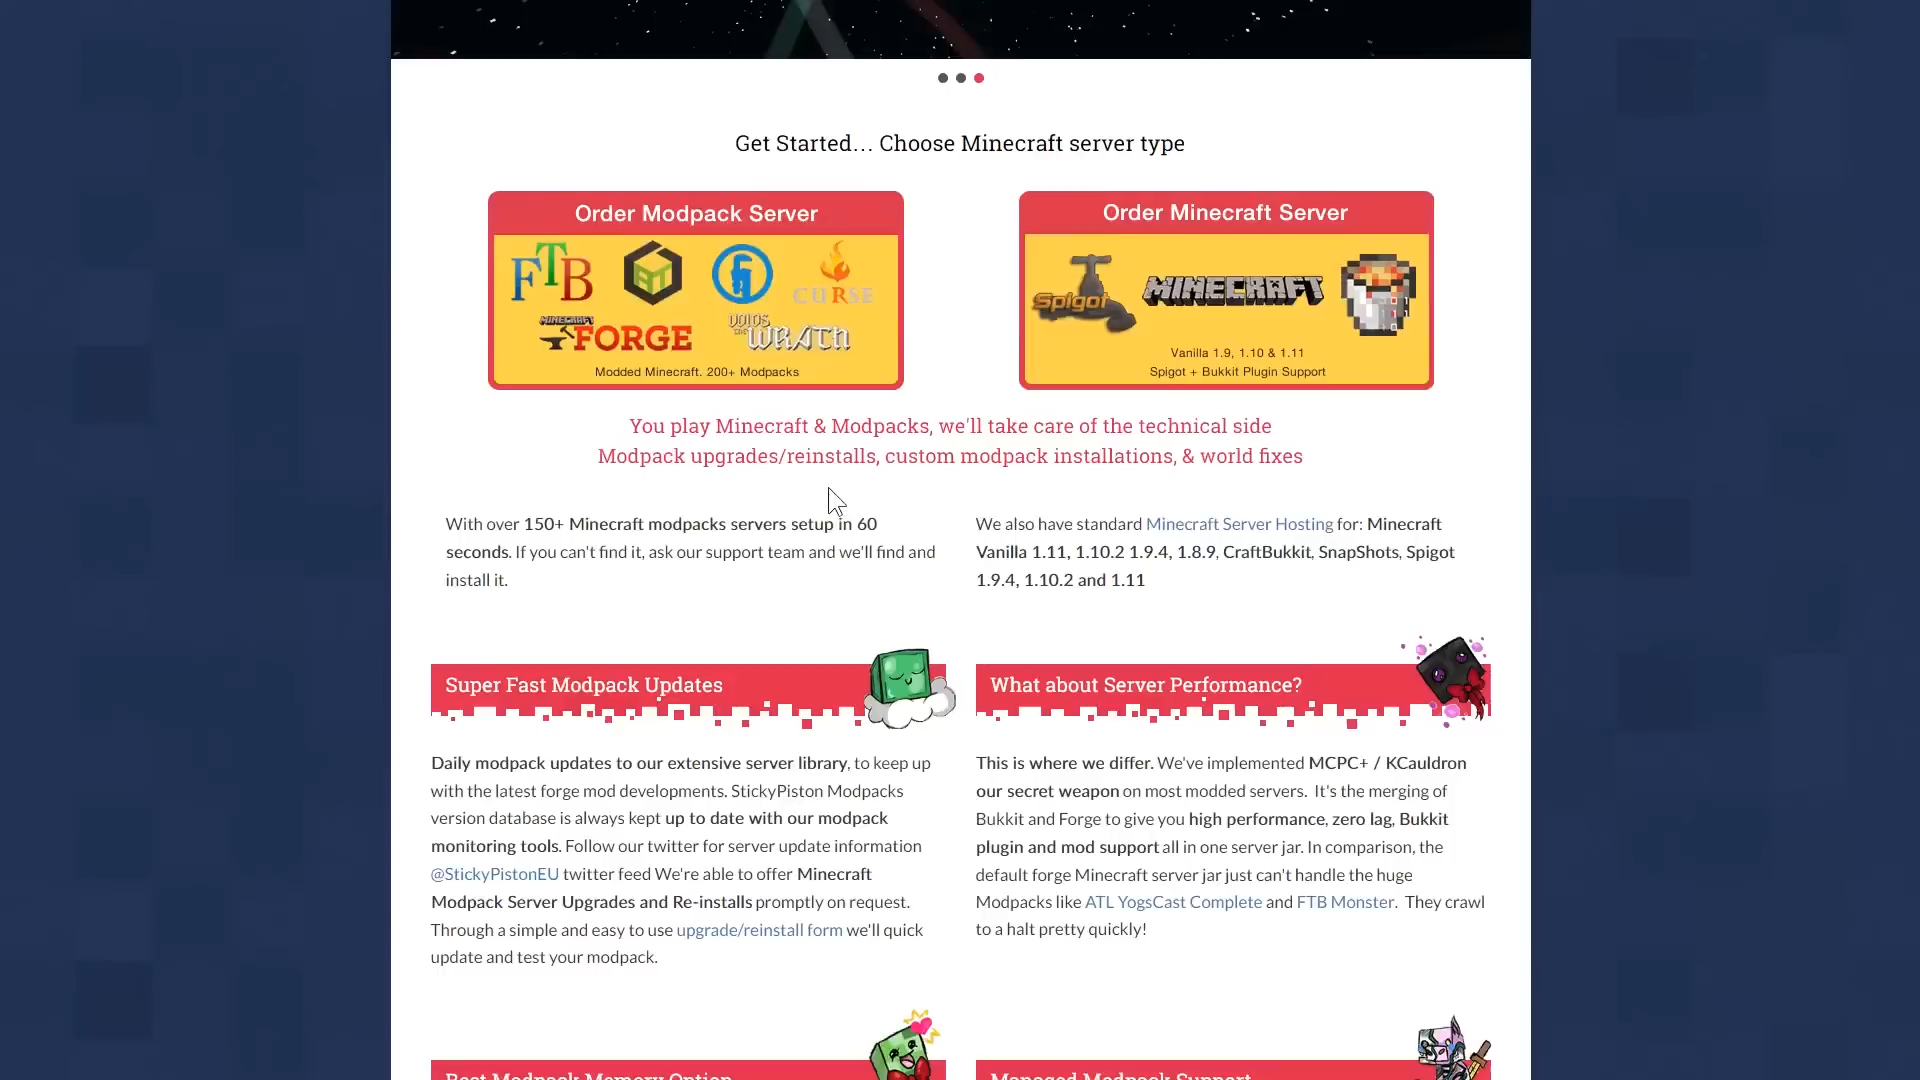 Get Started... Choose Minecraft server type
Order Modpack Server
FTB
AT
CURSE
MINECRAFT
FORGE
VOIDS
WRATH
Modded Minecraft. 200+ Modpacks
Order Minecraft Server
Spigot
MINECRAFT
Vanilla 1.9, 1.10 & 1.11
Spigot + Bukkit Plugin Support
You play Minecraft & Modpacks, we'll take care of the technical side
Modpack upgrades/reinstalls, custom modpack installations, & world fixes
With over 150+ Minecraft modpacks servers setup in 60
seconds. If you can't find it, ask our support team and we'll find and
install it.
We also have standard Minecraft Server Hosting for: Minecraft
Vanilla 1.11, 1.10.2 1.9.4, 1.8.9, CraftBukkit, SnapShots, Spigot
1.9.4, 1.10.2 and 1.11
Super Fast Modpack Updates
Daily modpack updates to our extensive server library, to keep up
with the latest forge mod developments. StickyPiston Modpacks
version database is always kept up to date with our modpack
monitoring tools. Follow our twitter for server update information
@StickyPistonEU twitter feed We're able to offer Minecraft
Modpack Server Upgrades and Re-installs promptly on request.
Through a simple and easy to use upgrade/reinstall form we'll quick
update and test your modpack.
What about Server Performance?
This is where we differ. We've implemented MCPC+ / KCauldron
our secret weapon on most modded servers. It's the merging of
Bukkit and Forge to give you high performance, zero lag, Bukkit
plugin and mod support all in one server jar. In comparison, the
default forge Minecraft server jar just can't handle the huge
Modpacks like ATL YogsCast Complete and FTB Monster. They crawl
to a halt pretty quickly!
Best Modpack Memory Option
Managed Modpack Support